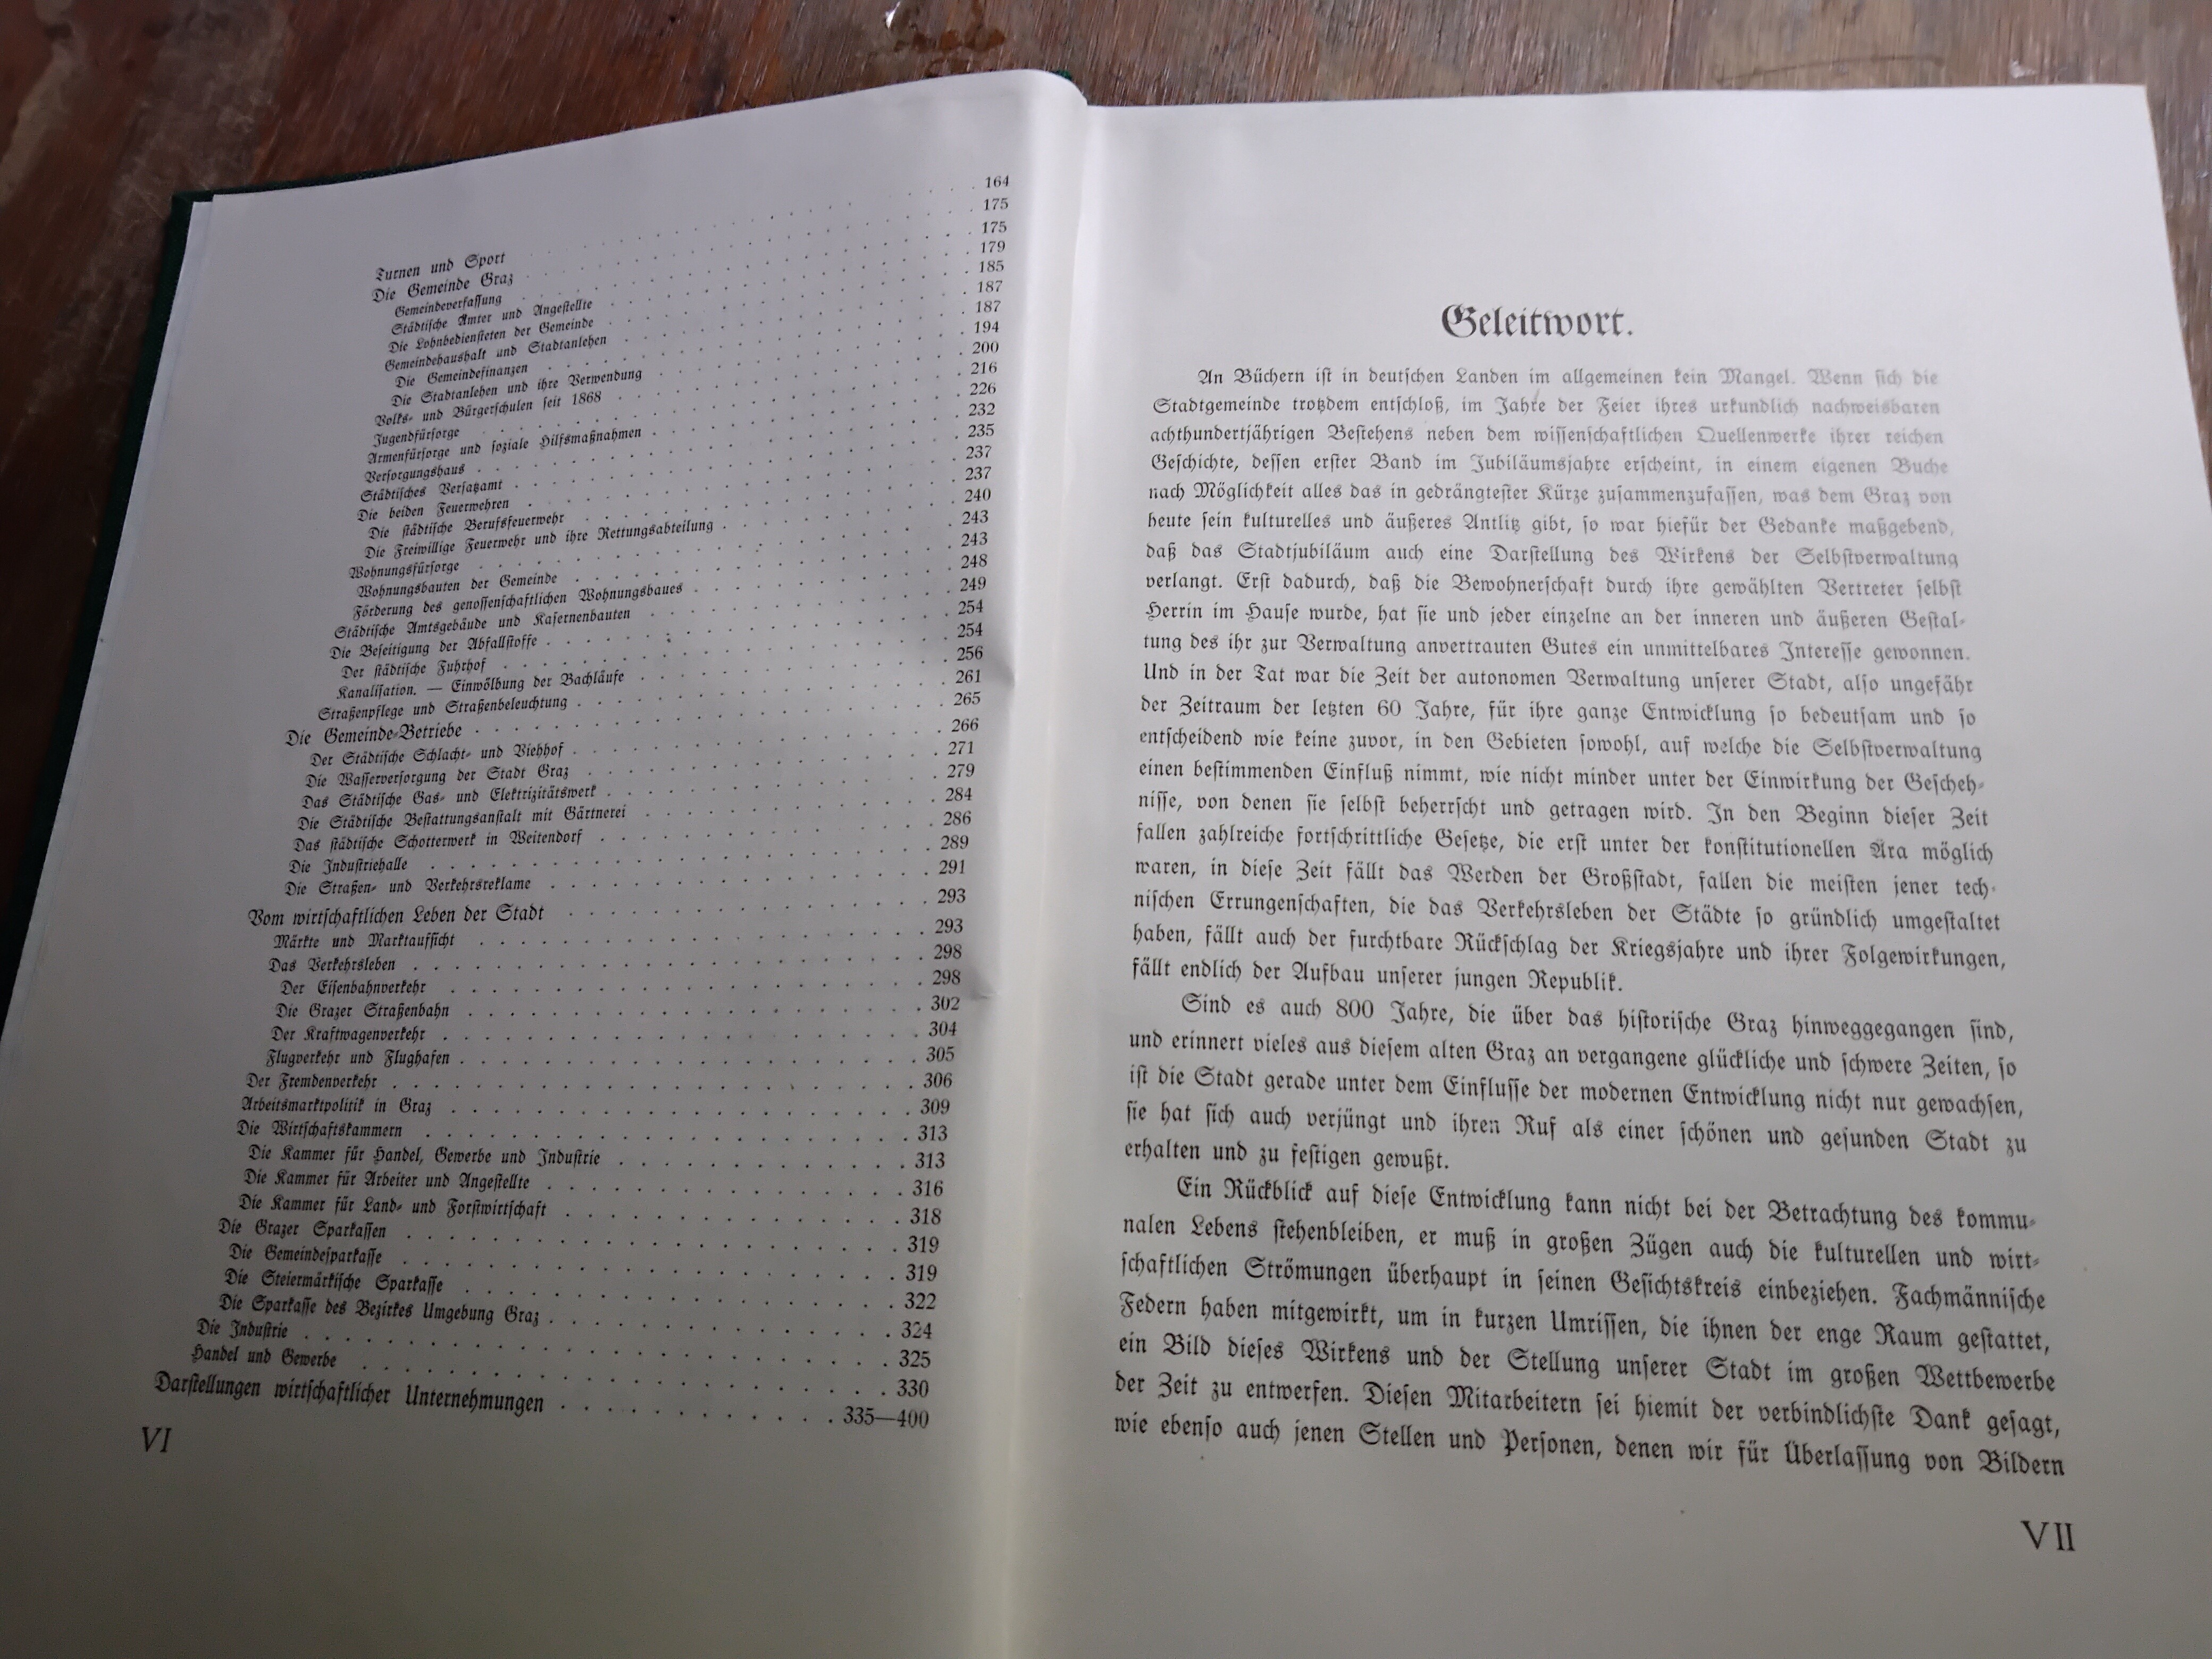 Turnen und Sport . . . . . . . . . . 164
Die Gemeinde Graz . . . . . . . . . . 175
Gemeindeverfassung . . . . . . . . . . 175
Städtische Ämter und Angestellte . . . . . . . . . . 179
Die Lohnbediensteten der Gemeinde . . . . . . . . . . 185
Gemeindehaushalt und Stadtanlehen . . . . . . . . . . 187
Die Gemeindefinanzen . . . . . . . . . . 187
Die Stadtanlehen und ihre Verwendung . . . . . . . . . . 194
Volks- und Bürgerschulen seit 1868 . . . . . . . . . . 200
Jugendfürsorge . . . . . . . . . . 216
Armenfürsorge und soziale Hilfsmaßnahmen . . . . . . . . . . 226
Versorgungshaus . . . . . . . . . . 232
Städtisches Versatzamt . . . . . . . . . . 235
Die beiden Feuerwehren . . . . . . . . . . 237
Die städtische Berufsfeuerwehr . . . . . . . . . . 237
Die Freiwillige Feuerwehr und ihre Rettungsabteilung . . . . . . . . . . 240
Wohnungsfürsorge . . . . . . . . . . 243
Wohnungsbauten der Gemeinde . . . . . . . . . . 243
Förderung des genossenschaftlichen Wohnungsbaues . . . . . . . . . . 248
Städtische Amtsgebäude und Kasernenbauten . . . . . . . . . . 249
Die Beseitigung der Abfallstoffe . . . . . . . . . . 254
Der städtische Fuhrhof . . . . . . . . . . 254
Kanalisation. — Einwölbung der Bachläufe . . . . . . . . . . 256
Straßenpflege und Straßenbeleuchtung . . . . . . . . . . 261
Die Gemeinde-Betriebe . . . . . . . . . . 265
Der Städtische Schlacht- und Viehhof . . . . . . . . . . 266
Die Wasserversorgung der Stadt Graz . . . . . . . . . . 271
Das Städtische Gas- und Elektrizitätswerk . . . . . . . . . . 279
Die Städtische Bestattungsanstalt mit Gärtnerei . . . . . . . . . . 284
Das städtische Schotterwerk in Weitendorf . . . . . . . . . . 286
Die Industriehalle . . . . . . . . . . 289
Die Straßen- und Verkehrsreklame . . . . . . . . . . 291
Vom wirtschaftlichen Leben der Stadt . . . . . . . . . . 293
Märkte und Marktaufsicht . . . . . . . . . . 293
Das Verkehrsleben . . . . . . . . . . 298
Der Eisenbahnverkehr . . . . . . . . . . 298
Die Grazer Straßenbahn . . . . . . . . . . 302
Der Kraftwagenverkehr . . . . . . . . . . 304
Flugverkehr und Flughafen . . . . . . . . . . 305
Der Fremdenverkehr . . . . . . . . . . 306
Arbeitsmarktpolitik in Graz . . . . . . . . . . 309
Die Wirtschaftskammern . . . . . . . . . . 313
Die Kammer für Handel, Gewerbe und Industrie . . . . . . . . . . 313
Die Kammer für Arbeiter und Angestellte . . . . . . . . . . 316
Die Kammer für Land- und Forstwirtschaft . . . . . . . . . . 318
Die Grazer Sparkassen . . . . . . . . . . 319
Die Gemeindesparkasse . . . . . . . . . . 319
Die Steiermärkische Sparkasse . . . . . . . . . . 322
Die Sparkasse des Bezirkes Umgebung Graz . . . . . . . . . . 324
Die Industrie . . . . . . . . . . 325
Handel und Gewerbe . . . . . . . . . . 330
Darstellungen wirtschaftlicher Unternehmungen . . . . . . . . . . 335—400
VI
Geleitwort.
An Büchern ist in deutschen Landen im allgemeinen kein Mangel. Wenn sich die
Stadtgemeinde trotzdem entschloß, im Jahre der Feier ihres urkundlich nachweisbaren
achthundertjährigen Bestehens neben dem wissenschaftlichen Quellenwerke ihrer reichen
Geschichte, dessen erster Band im Jubiläumsjahre erscheint, in einem eigenen Buche
nach Möglichkeit alles das in gedrängtester Kürze zusammenzufassen, was dem Graz von
heute sein kulturelles und äußeres Antlitz gibt, so war hiefür der Gedanke maßgebend,
daß das Stadtjubiläum auch eine Darstellung des Wirkens der Selbstverwaltung
verlangt. Erst dadurch, daß die Bewohnerschaft durch ihre gewählten Vertreter selbst
Herrin im Hause wurde, hat sie und jeder einzelne an der inneren und äußeren Gestal-
tung des ihr zur Verwaltung anvertrauten Gutes ein unmittelbares Interesse gewonnen.
Und in der Tat war die Zeit der autonomen Verwaltung unserer Stadt, also ungefähr
der Zeitraum der letzten 60 Jahre, für ihre ganze Entwicklung so bedeutsam und so
entscheidend wie keine zuvor, in den Gebieten sowohl, auf welche die Selbstverwaltung
einen bestimmenden Einfluß nimmt, wie nicht minder unter der Einwirkung der Gescheh-
nisse, von denen sie selbst beherrscht und getragen wird. In den Beginn dieser Zeit
fallen zahlreiche fortschrittliche Gesetze, die erst unter der konstitutionellen Ära möglich
waren, in diese Zeit fällt das Werden der Großstadt, fallen die meisten jener tech-
nischen Errungenschaften, die das Verkehrsleben der Städte so gründlich umgestaltet
haben, fällt auch der furchtbare Rückschlag der Kriegsjahre und ihrer Folgewirkungen,
fällt endlich der Aufbau unserer jungen Republik.
Sind es auch 800 Jahre, die über das historische Graz hinweggegangen sind,
und erinnert vieles aus diesem alten Graz an vergangene glückliche und schwere Zeiten, so
ist die Stadt gerade unter dem Einflusse der modernen Entwicklung nicht nur gewachsen,
sie hat sich auch verjüngt und ihren Ruf als einer schönen und gesunden Stadt zu
erhalten und zu festigen gewußt.
Ein Rückblick auf diese Entwicklung kann nicht bei der Betrachtung des kommu-
nalen Lebens stehenbleiben, er muß in großen Zügen auch die kulturellen und wirt-
schaftlichen Strömungen überhaupt in seinen Gesichtskreis einbeziehen. Fachmännische
Federn haben mitgewirkt, um in kurzen Umrissen, die ihnen der enge Raum gestattet,
ein Bild dieses Wirkens und der Stellung unserer Stadt im großen Wettbewerbe
der Zeit zu entwerfen. Diesen Mitarbeitern sei hiemit der verbindlichste Dank gesagt,
wie ebenso auch jenen Stellen und Personen, denen wir für Überlassung von Bildern
VII